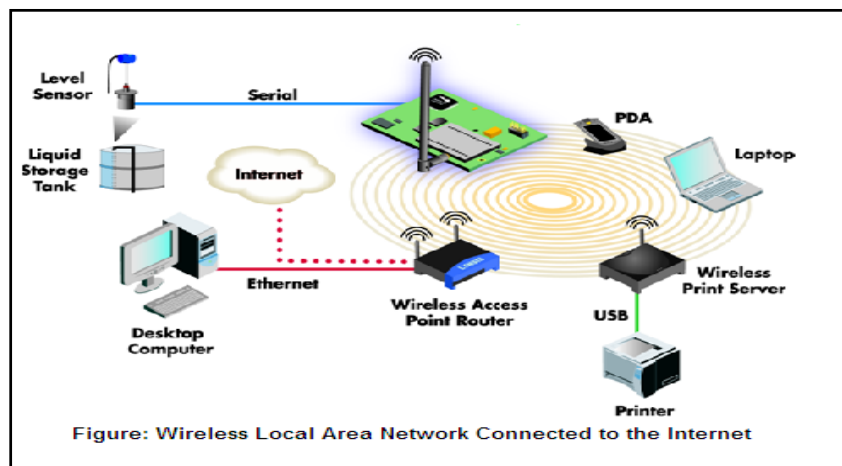 Level
Sensor
Serial
PDA
Laptop
Liquid
Storage
Tank
Internet
Ethernet
Wireless Access
Point Router
Wireless
Print Server
USB
Desktop
Computer
Printer
Figure: Wireless Local Area Network Connected to the Internet